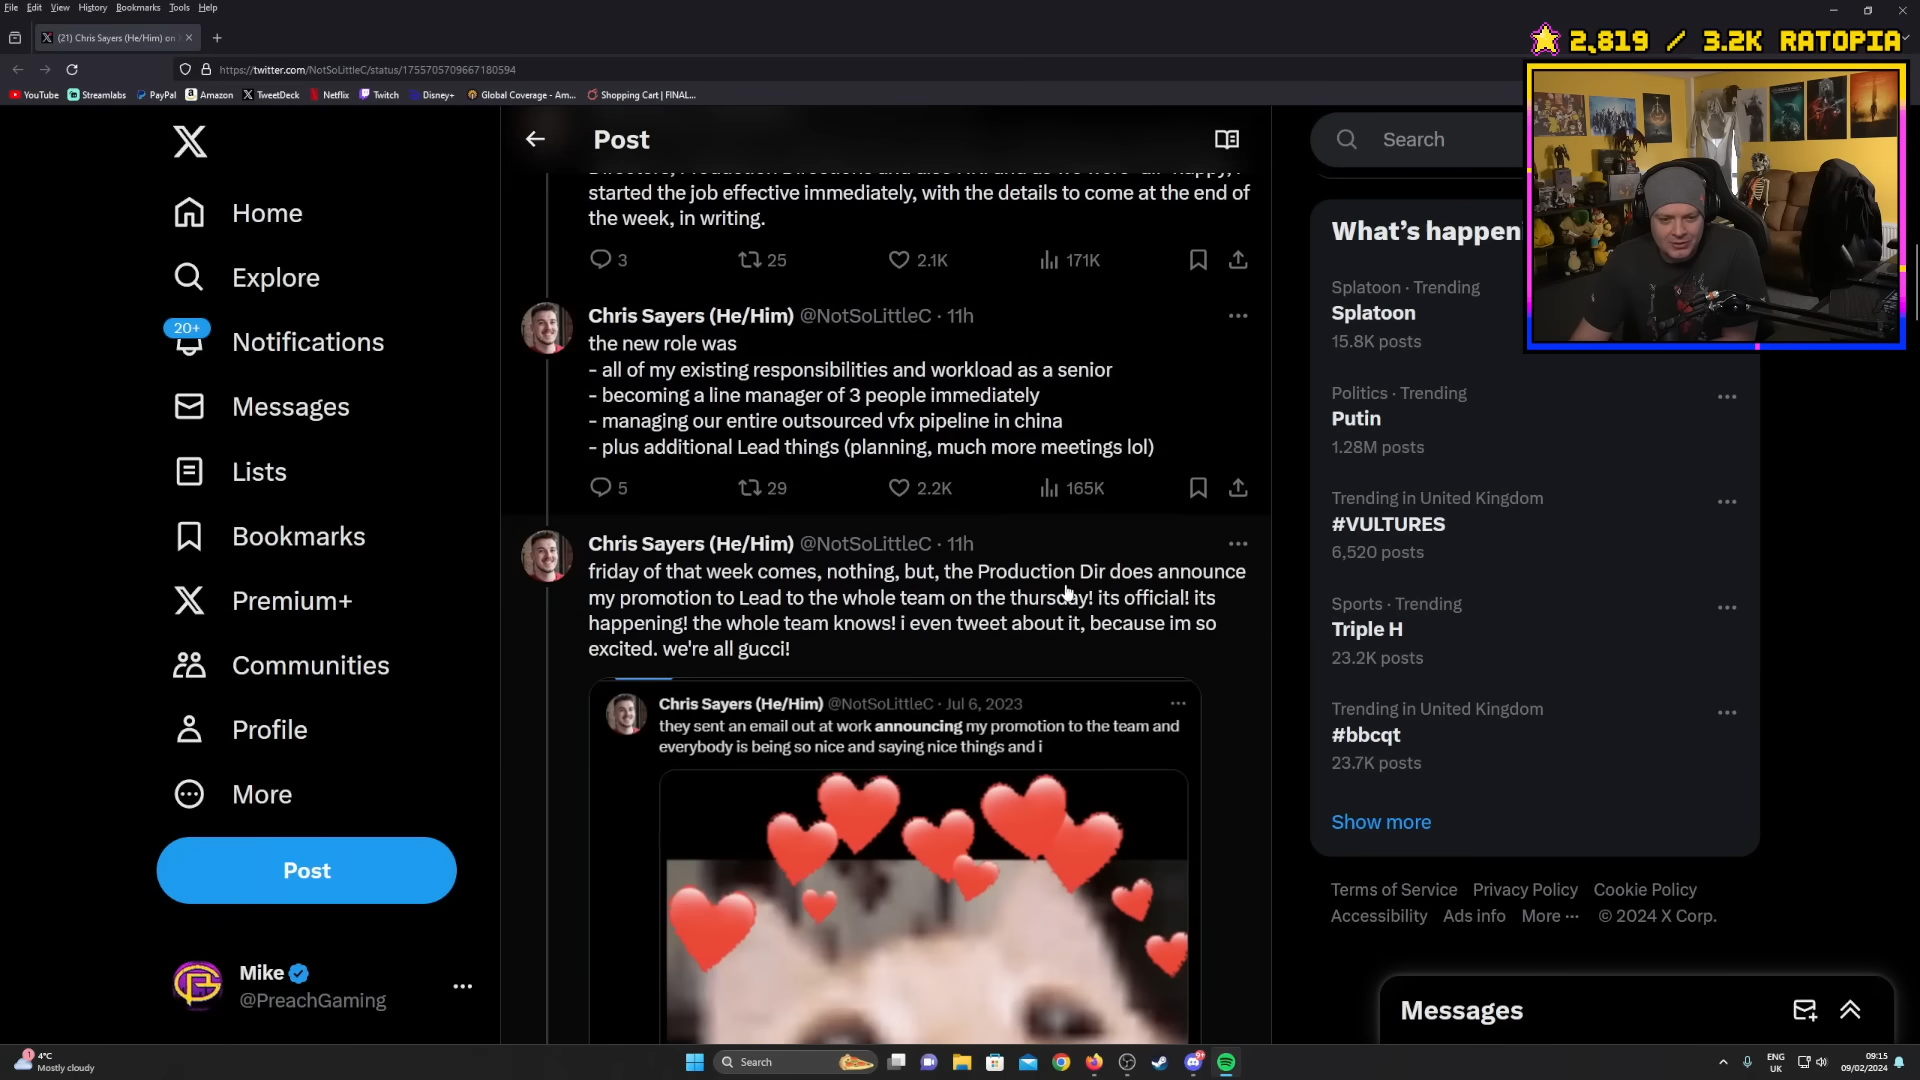 File Edit View History Bookmarks Tools Help
(21) Chris Sayers (He/Him) on
2,819 / 3.2K RATOPIA
https://twitter.com/NotSoLittleC/status/1755705709667180594
YouTube Streamlabs PayPal Amazon TweetDeck Netflix Twitch Disney+ Global Coverage - Am... Shopping Cart | FINAL...
Home
Explore
20+
Notifications
Messages
Lists
Bookmarks
Premium+
Communities
Profile
More
Post
Mike
@PreachGaming
Post
started the job effective immediately, with the details to come at the end of
the week, in writing.
3 25 2.1K 171K
Chris Sayers (He/Him) @NotSoLittleC · 11h
the new role was
- all of my existing responsibilities and workload as a senior
- becoming a line manager of 3 people immediately
- managing our entire outsourced vfx pipeline in china
- plus additional Lead things (planning, much more meetings lol)
5 29 2.2K 165K
Chris Sayers (He/Him) @NotSoLittleC · 11h
friday of that week comes, nothing, but, the Production Dir does announce
my promotion to Lead to the whole team on the thursday! its official! its
happening! the whole team knows! i even tweet about it, because im so
excited. we're all gucci!
Chris Sayers (He/Him) @NotSoLittleC · Jul 6, 2023
they sent an email out at work announcing my promotion to the team and
everybody is being so nice and saying nice things and i
Search
What's happen
Splatoon · Trending
Splatoon
15.8K posts
Politics · Trending
Putin
1.28M posts
Trending in United Kingdom
#VULTURES
6,520 posts
Sports · Trending
Triple H
23.2K posts
Trending in United Kingdom
#bbcqt
23.7K posts
Show more
Terms of Service Privacy Policy Cookie Policy
Accessibility Ads info More ··· © 2024 X Corp.
Messages
1
4°C
Mostly cloudy
Search
9+
ENG
UK
09:15
09/02/2024